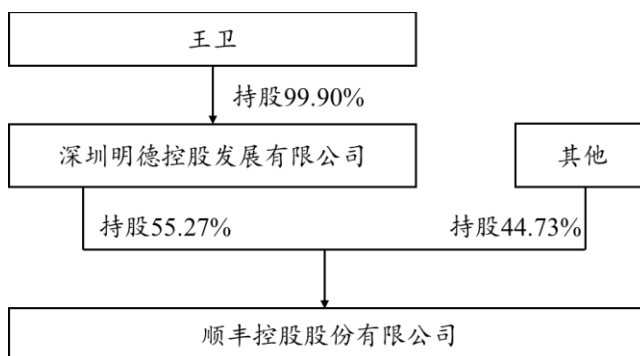 王卫
持股99.90%
深圳明德控股发展有限公司
其他
持股55.27%
持股44.73%
顺丰控股股份有限公司